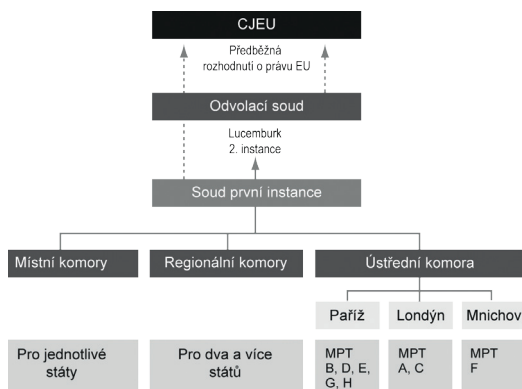 CJEU
Předběžná
rozhodnutí o právu EU
Odvolací soud
Lucemburk
2. instance
Soud první instance
Místní komory
Regionální komory
Ústřední komora
Paříž
Londýn
Mnichov
Pro jednotlivé
státy
Pro dva a více
států
MPT
B, D, E,
G, H
MPT
A, C
MPT
F